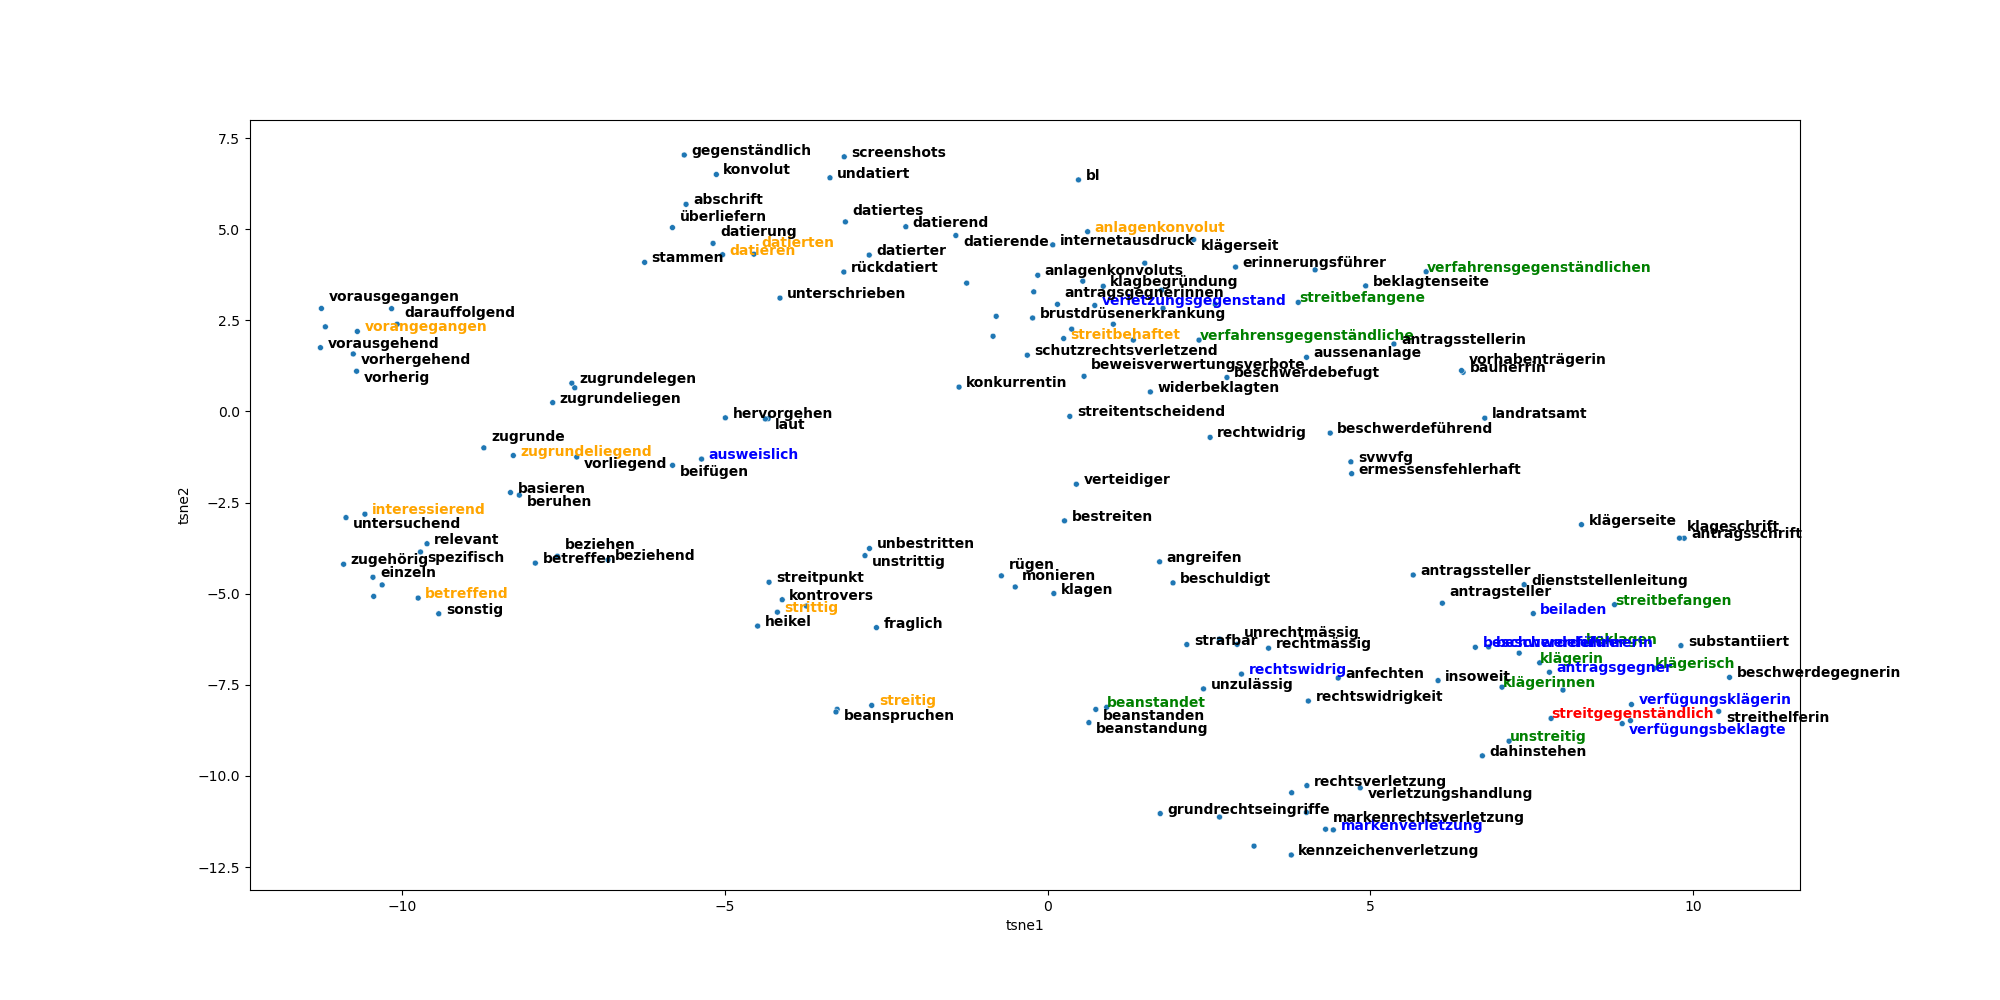 7.5
5.0
2.5
0.0
−2.5
−5.0
−7.5
−10.0
−12.5
tsne2
gegenständlich
screenshots
konvolut
undatiert
bl
abschrift
überliefern
datiertes
datierend
datierung
datierten
datieren
datierende
datierter
stammen
rückdatiert
unterschrieben
anlagenkonvolut
internetausdruck
klägerseit
erinnerungsführer
verfahrensgegenständlichen
anlagenkonvoluts
klagbegründung
beklagtenseite
antragsgegnerinnen
verletzungsgegenstand
streitbefangene
brustdrüsenerkrankung
vorausgegangen
darauffolgend
vorangegangen
vorausgehend
vorhergehend
vorherig
streitbehaftet
verfahrensgegenständliche
antragsstellerin
schutzrechtsverletzend
aussenanlage
vorhabenträgerin
bauherrin
beweisverwertungsverbote
beschwerdebefugt
konkurrentin
widerbeklagten
zugrundelegen
zugrundeliegen
hervorgehen
laut
streitentscheidend
landratsamt
rechtwidrig
beschwerdeführend
zugrunde
zugrundeliegend
vorliegend
ausweislich
beifügen
svwvfg
ermessensfehlerhaft
basieren
beruhen
verteidiger
interessierend
untersuchend
bestreiten
klägerseite
klageschrift
antragsschrift
relevant
spezifisch
zugehörig
einzeln
beziehen
betreffen
beziehend
unbestritten
unstrittig
angreifen
rügen
monieren
klagen
beschuldigt
antragssteller
dienststellenleitung
antragsteller
streitbefangen
beiladen
betreffend
sonstig
streitpunkt
kontrovers
strittig
heikel
fraglich
strafbar
unrechtmässig
rechtmässig
beklagen
substantiiert
klägerin
antragsgegner
klägerisch
beschwerdegegnerin
rechtswidrig
anfechten
insoweit
klägerinnen
unzulässig
rechtswidrigkeit
verfügungsklägerin
streitig
beanspruchen
beanstandet
beanstanden
beanstandung
streitgegenständlich
streithelferin
verfügungsbeklagte
unstreitig
dahinstehen
rechtsverletzung
verletzungshandlung
grundrechtseingriffe
markenrechtsverletzung
markenverletzung
kennzeichenverletzung
−10
−5
0
5
10
tsne1